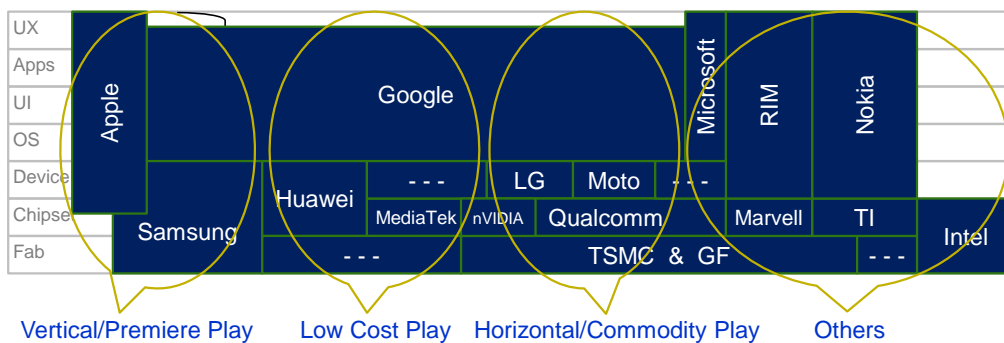 UX
Apps
UI
OS
Device
Chipse
Fab
Apple
Google
Microsoft
RIM
Nokia
Samsung
Huawei
- - -
LG
Moto
- - -
MediaTek
nVIDIA
Qualcomm
Marvell
TI
Intel
- - -
TSMC & GF
- - -
Vertical/Premiere Play
Low Cost Play
Horizontal/Commodity Play
Others